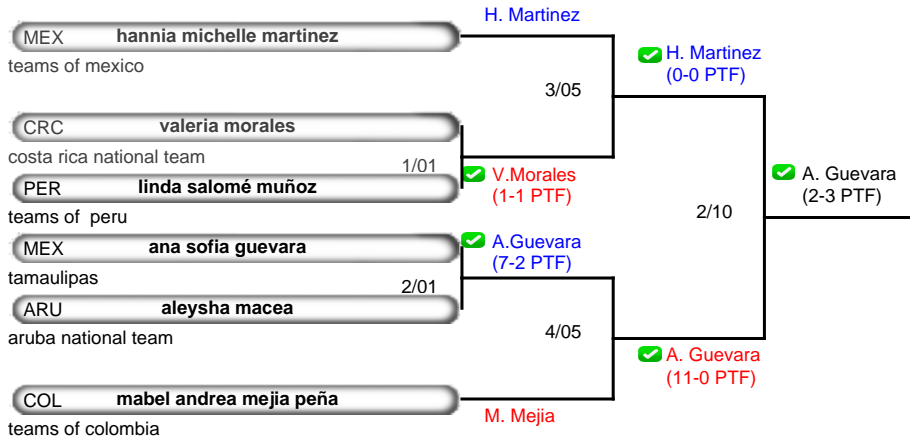 H. Martinez
MEX hannia michelle martinez
teams of mexico
H. Martinez
(0-0 PTF)
3/05
CRC valeria morales
costa rica national team
1/01
V.Morales
(1-1 PTF)
PER linda salomé muñoz
teams of peru
A. Guevara
(2-3 PTF)
2/10
MEX ana sofia guevara
tamaulipas
A.Guevara
(7-2 PTF)
2/01
ARU aleysha macea
aruba national team
4/05
A. Guevara
(11-0 PTF)
COL mabel andrea mejia peña
teams of colombia
M. Mejia